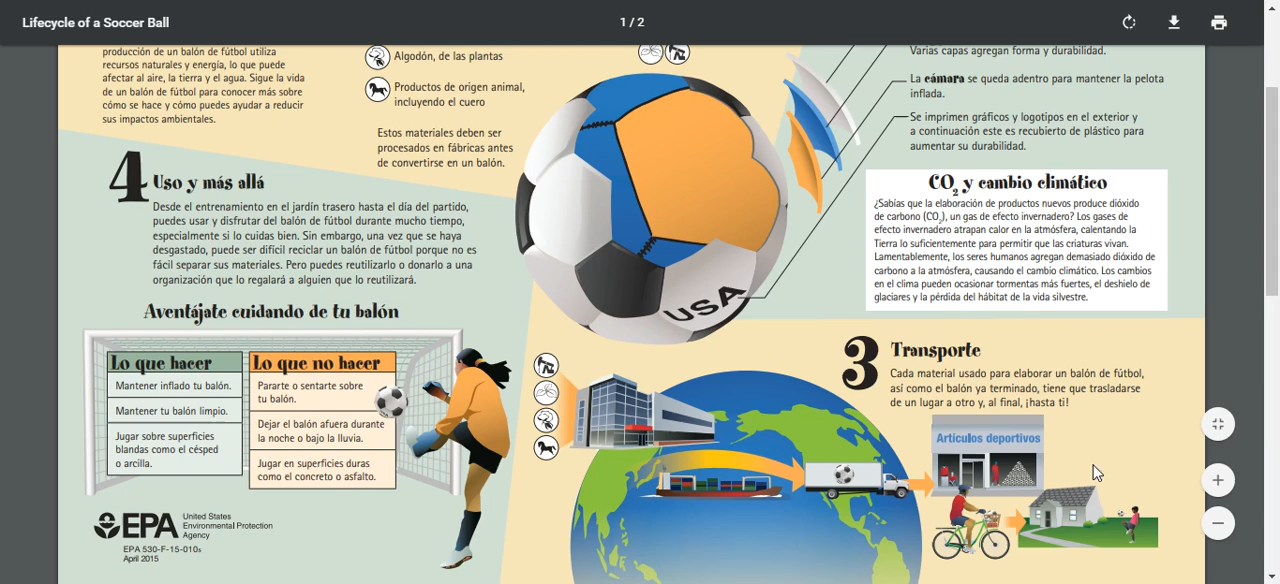 Lifecycle of a Soccer Ball
1 / 2
producción de un balón de fútbol utiliza
recursos naturales y energía, lo que puede
afectar al aire, la tierra y el agua. Sigue la vida
de un balón de fútbol para conocer más sobre
cómo se hace y cómo puedes ayudar a reducir
sus impactos ambientales.
Algodón, de las plantas
Productos de origen animal,
incluyendo el cuero
Estos materiales deben ser
procesados en fábricas antes
de convertirse en un balón.
Varias capas agregan forma y durabilidad.
La cámara se queda adentro para mantener la pelota
inflada.
Se imprimen gráficos y logotipos en el exterior y
a continuación este es recubierto de plástico para
aumentar su durabilidad.
USA
CO2 y cambio climático
¿Sabías que la elaboración de productos nuevos produce dióxido
de carbono (CO2), un gas de efecto invernadero? Los gases de
efecto invernadero atrapan calor en la atmósfera, calentando la
Tierra lo suficientemente para permitir que las criaturas vivan.
Lamentablemente, los seres humanos agregan demasiado dióxido de
carbono a la atmósfera, causando el cambio climático. Los cambios
en el clima pueden ocasionar tormentas más fuertes, el deshielo de
glaciares y la pérdida del hábitat de la vida silvestre.
4 Uso y más allá
Desde el entrenamiento en el jardín trasero hasta el día del partido,
puedes usar y disfrutar del balón de fútbol durante mucho tiempo,
especialmente si lo cuidas bien. Sin embargo, una vez que se haya
desgastado, puede ser difícil reciclar un balón de fútbol porque no es
fácil separar sus materiales. Pero puedes reutilizarlo o donarlo a una
organización que lo regalará a alguien que lo reutilizará.
Aventájate cuidando de tu balón
Lo que hacer
Mantener inflado tu balón.
Mantener tu balón limpio.
Jugar sobre superficies
blandas como el césped
o arcilla.
Lo que no hacer
Pararte o sentarte sobre
tu balón.
Dejar el balón afuera durante
la noche o bajo la lluvia.
Jugar en superficies duras
como el concreto o asfalto.
3 Transporte
Cada material usado para elaborar un balón de fútbol,
así como el balón ya terminado, tiene que trasladarse
de un lugar a otro y, al final, ¡hasta ti!
Artículos deportivos
EPA
United States
Environmental Protection
Agency
EPA 530-F-15-010s
April 2015